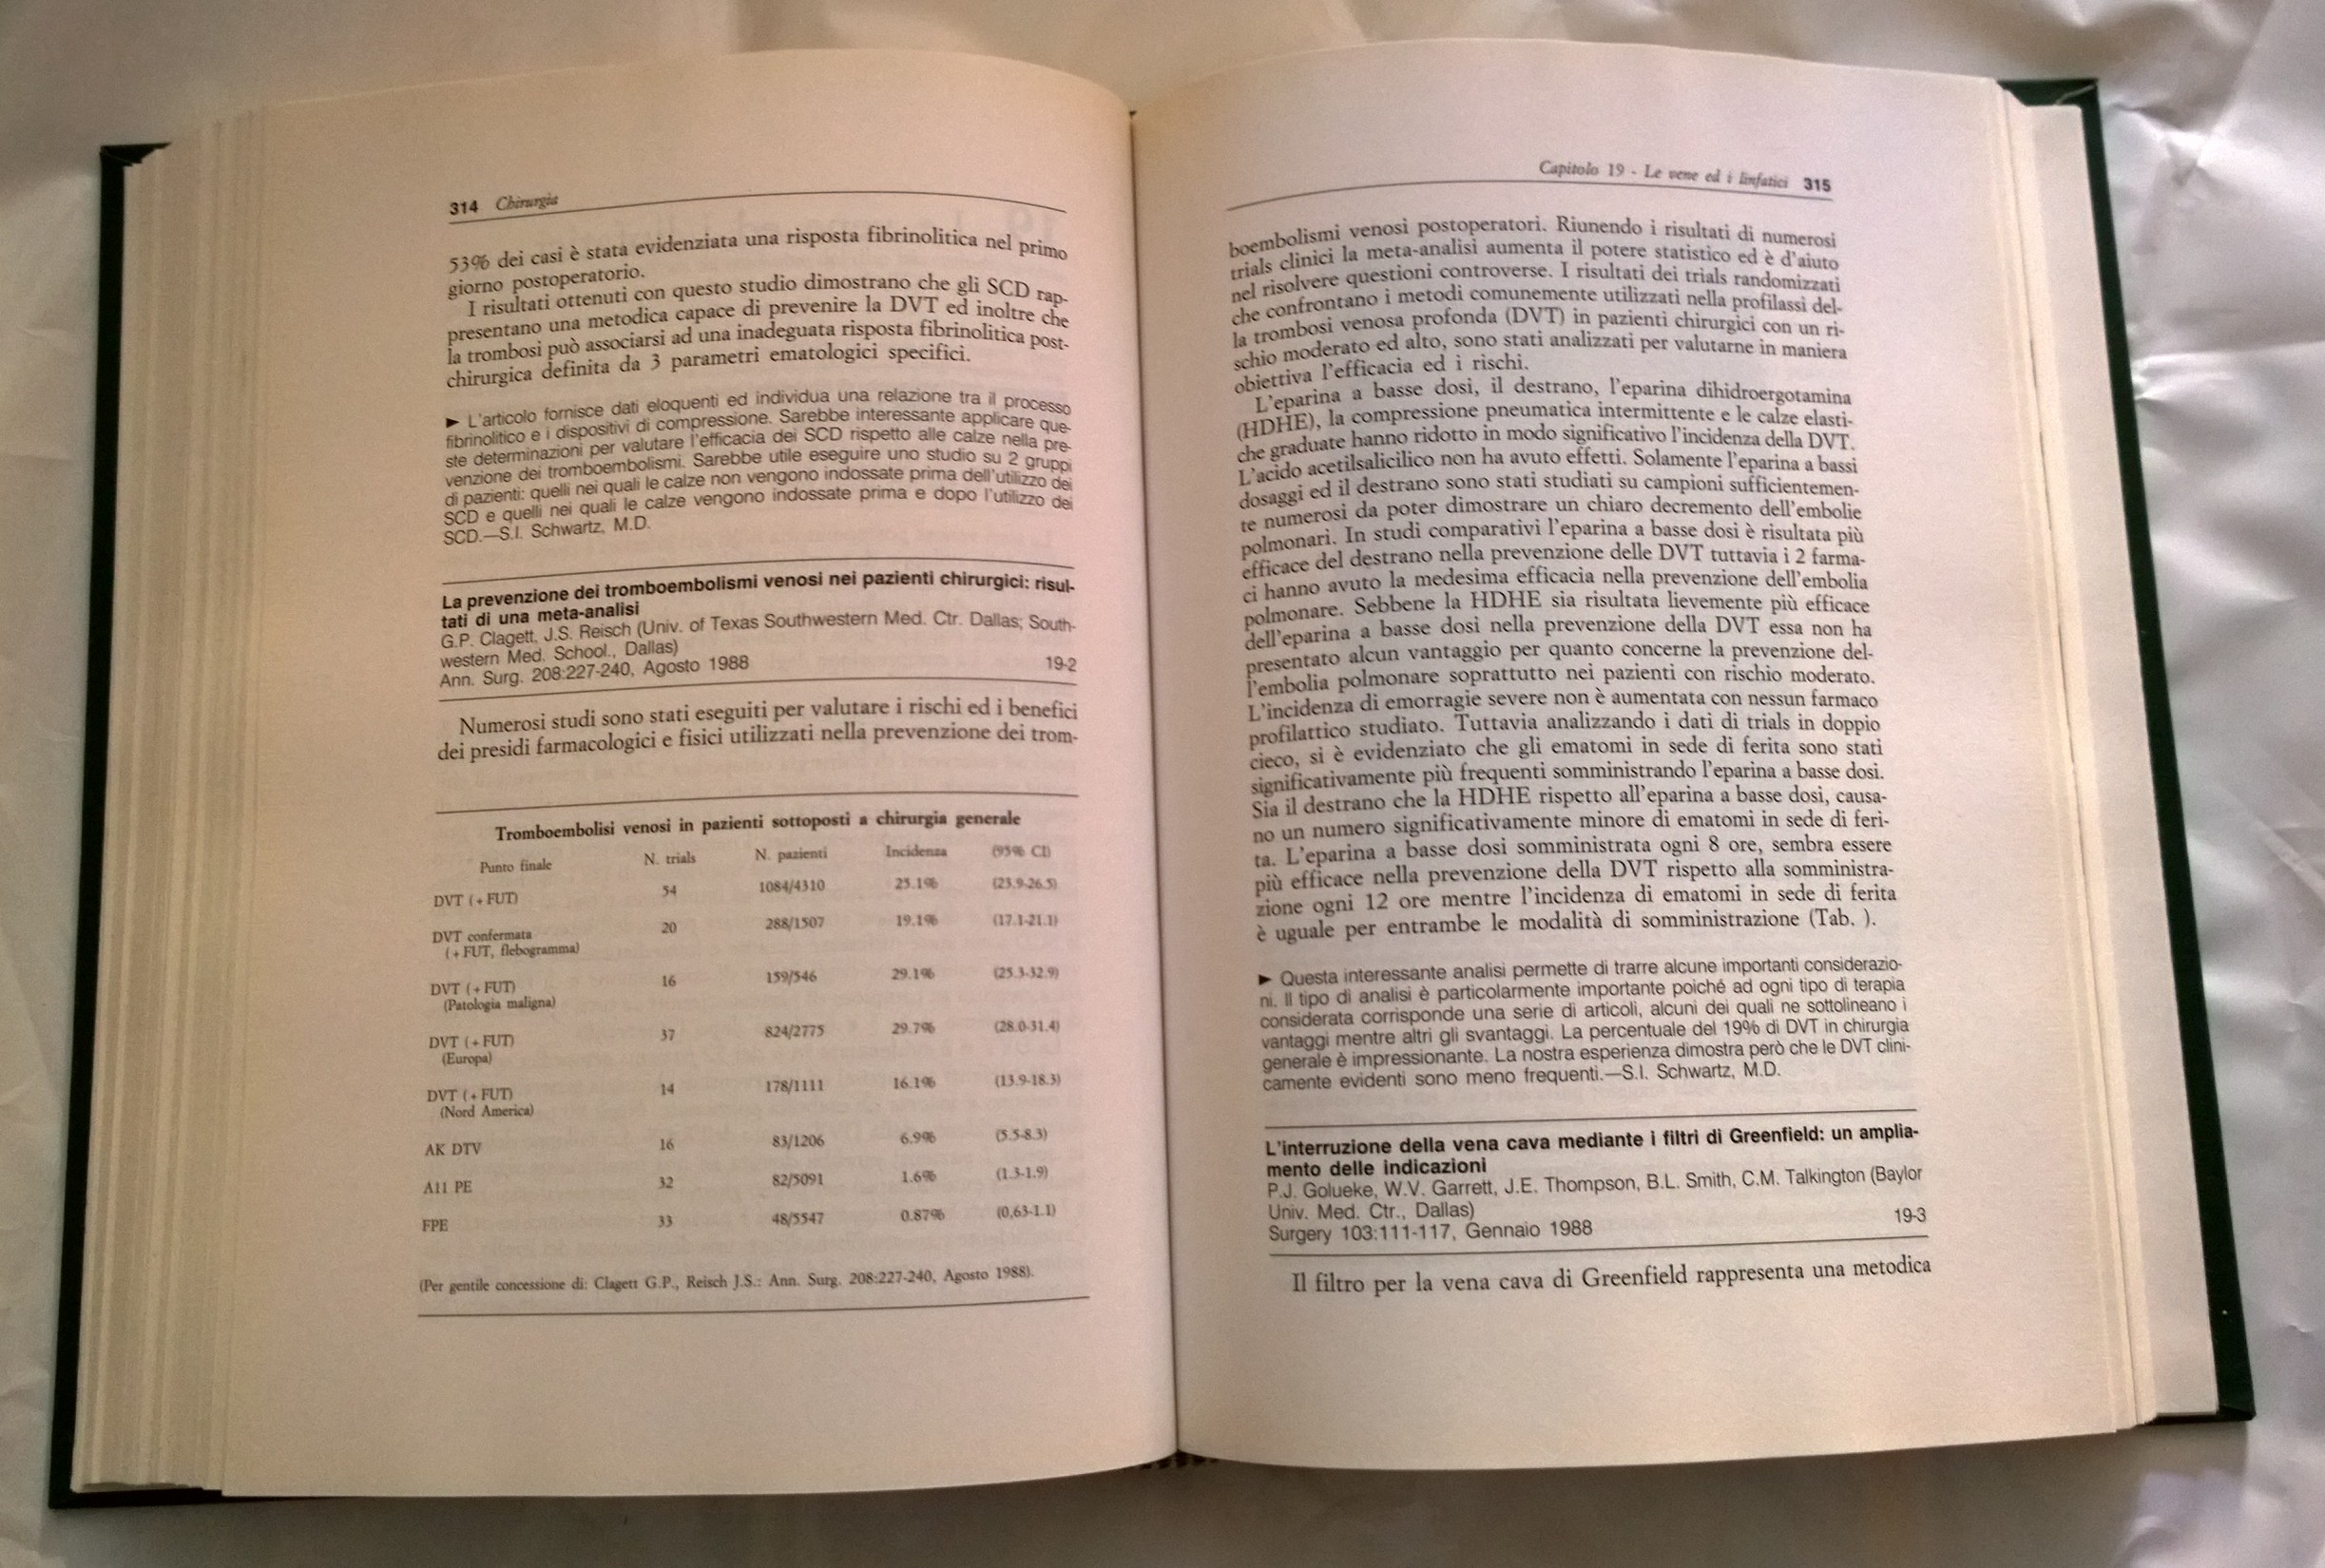 314 Chirurgia
53% dei casi è stata evidenziata una risposta fibrinolitica nel primo
giorno postoperatorio.
I risultati ottenuti con questo studio dimostrano che gli SCD rap-
presentano una metodica capace di prevenire la DVT ed inoltre che
la trombosi può associarsi ad una inadeguata risposta fibrinolitica post-
chirurgica definita da 3 parametri ematologici specifici.
► L'articolo fornisce dati eloquenti ed individua una relazione tra il processo
fibrinolitico e i dispositivi di compressione. Sarebbe interessante applicare que-
ste determinazioni per valutare l'efficacia dei SCD rispetto alle calze nella pre-
venzione dei tromboembolismi. Sarebbe utile eseguire uno studio su 2 gruppi
di pazienti: quelli nei quali le calze non vengono indossate prima dell'utilizzo dei
SCD e quelli nei quali le calze vengono indossate prima e dopo l'utilizzo dei
SCD.—S.I. Schwartz, M.D.
La prevenzione dei tromboembolismi venosi nei pazienti chirurgici: risul-
tati di una meta-analisi
G.P. Clagett, J.S. Reisch (Univ. of Texas Southwestern Med. Ctr. Dallas; South-
western Med. School., Dallas)
Ann. Surg. 208:227-240, Agosto 1988 19-2
Numerosi studi sono stati eseguiti per valutare i rischi ed i benefici
dei presidi farmacologici e fisici utilizzati nella prevenzione dei trom-
Tromboembolisi venosi in pazienti sottoposti a chirurgia generale
Punto finale N. trials N. pazienti Incidenza (95% CI)
DVT (+FUT) 54 1084/4310 25.1% (23.9-26.5)
DVT confermata 20 288/1507 19.1% (17.1-21.1)
(+FUT, flebogramma)
DVT (+FUT) 16 159/546 29.1% (25.3-32.9)
(Patologia maligna)
DVT (+FUT) 37 824/2775 29.7% (28.0-31.4)
(Europa)
DVT (+FUT) 14 178/1111 16.1% (13.9-18.3)
(Nord America)
AK DTV 16 83/1206 6.9% (5.5-8.3)
A11 PE 32 82/5091 1.6% (1.3-1.9)
FPE 33 48/5547 0.87% (0,63-1.1)
(Per gentile concessione di: Clagett G.P., Reisch J.S.: Ann. Surg. 208:227-240, Agosto 1988).
Capitolo 19 - Le vene ed i linfatici 315
boembolismi venosi postoperatori. Riunendo i risultati di numerosi
trials clinici la meta-analisi aumenta il potere statistico ed è d'aiuto
nel risolvere questioni controverse. I risultati dei trials randomizzati
che confrontano i metodi comunemente utilizzati nella profilassi del-
la trombosi venosa profonda (DVT) in pazienti chirurgici con un ri-
schio moderato ed alto, sono stati analizzati per valutarne in maniera
obiettiva l'efficacia ed i rischi.
L'eparina a basse dosi, il destrano, l'eparina dihidroergotamina
(HDHE), la compressione pneumatica intermittente e le calze elasti-
che graduate hanno ridotto in modo significativo l'incidenza della DVT.
L'acido acetilsalicilico non ha avuto effetti. Solamente l'eparina a bassi
dosaggi ed il destrano sono stati studiati su campioni sufficientemen-
te numerosi da poter dimostrare un chiaro decremento dell'embolie
polmonari. In studi comparativi l'eparina a basse dosi è risultata più
efficace del destrano nella prevenzione delle DVT tuttavia i 2 farma-
ci hanno avuto la medesima efficacia nella prevenzione dell'embolia
polmonare. Sebbene la HDHE sia risultata lievemente più efficace
dell'eparina a basse dosi nella prevenzione della DVT essa non ha
presentato alcun vantaggio per quanto concerne la prevenzione del-
l'embolia polmonare soprattutto nei pazienti con rischio moderato.
L'incidenza di emorragie severe non è aumentata con nessun farmaco
profilattico studiato. Tuttavia analizzando i dati di trials in doppio
cieco, si è evidenziato che gli ematomi in sede di ferita sono stati
significativamente più frequenti somministrando l'eparina a basse dosi.
Sia il destrano che la HDHE rispetto all'eparina a basse dosi, causa-
no un numero significativamente minore di ematomi in sede di feri-
ta. L'eparina a basse dosi somministrata ogni 8 ore, sembra essere
più efficace nella prevenzione della DVT rispetto alla somministra-
zione ogni 12 ore mentre l'incidenza di ematomi in sede di ferita
è uguale per entrambe le modalità di somministrazione (Tab. ).
► Questa interessante analisi permette di trarre alcune importanti considerazio-
ni. Il tipo di analisi è particolarmente importante poiché ad ogni tipo di terapia
considerata corrisponde una serie di articoli, alcuni dei quali ne sottolineano i
vantaggi mentre altri gli svantaggi. La percentuale del 19% di DVT in chirurgia
generale è impressionante. La nostra esperienza dimostra però che le DVT clini-
camente evidenti sono meno frequenti.—S.I. Schwartz, M.D.
L'interruzione della vena cava mediante i filtri di Greenfield: un amplia-
mento delle indicazioni
P.J. Golueke, W.V. Garrett, J.E. Thompson, B.L. Smith, C.M. Talkington (Baylor
Univ. Med. Ctr., Dallas)
Surgery 103:111-117, Gennaio 1988 19-3
Il filtro per la vena cava di Greenfield rappresenta una metodica